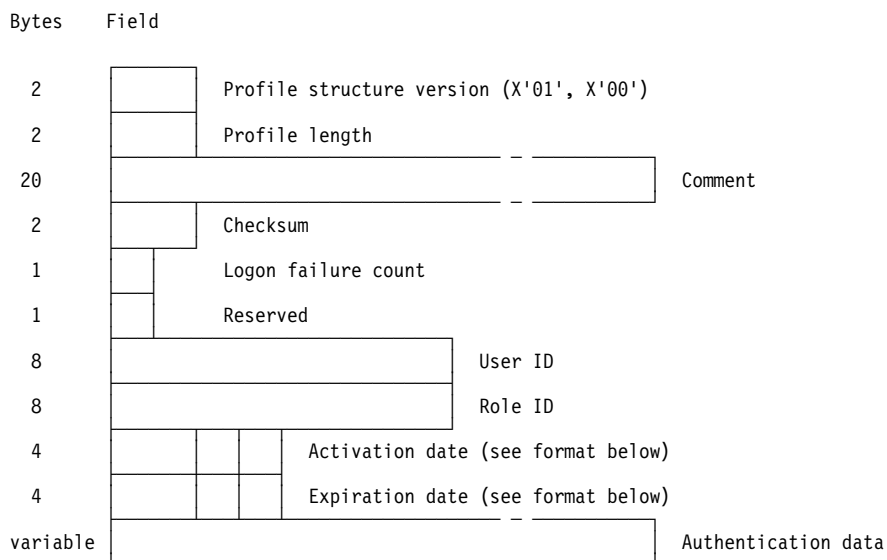 Bytes Field
2 Profile structure version (X'01', X'00')
2 Profile length
20 Comment
2 Checksum
1 Logon failure count
1 Reserved
8 User ID
8 Role ID
4 Activation date (see format below)
4 Expiration date (see format below)
variable Authentication data